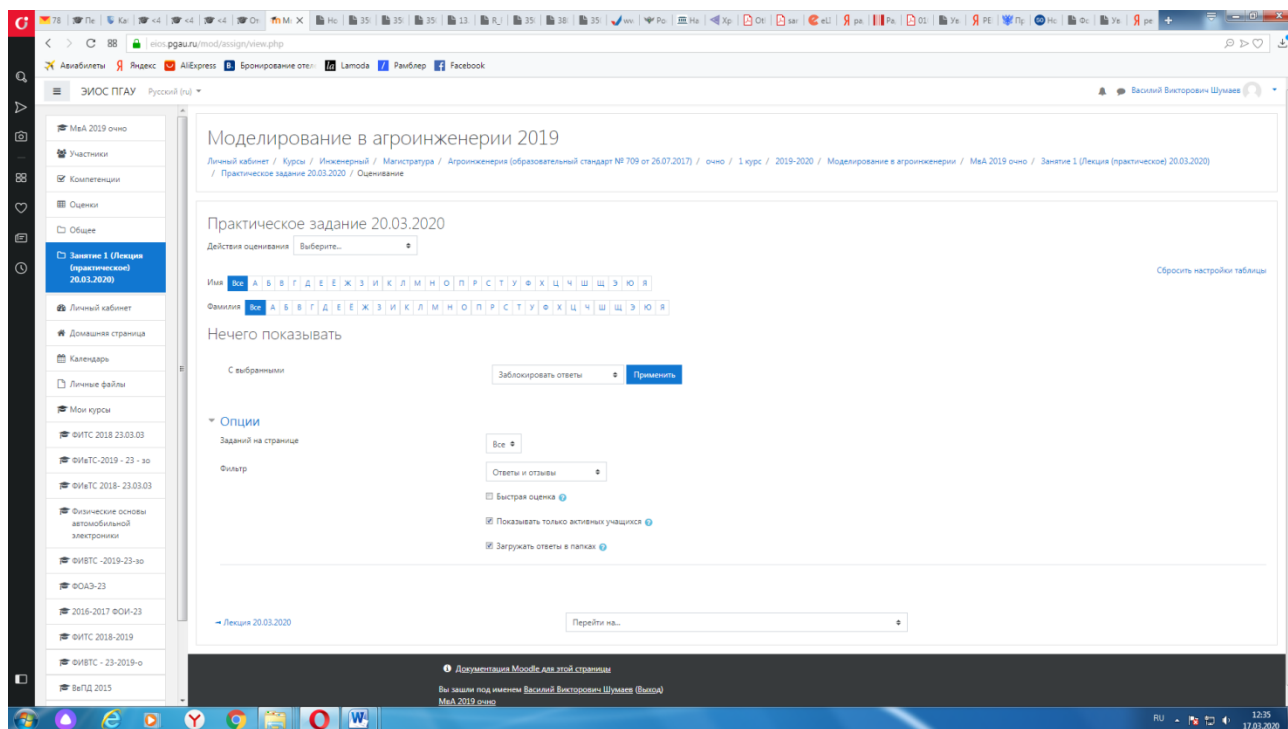 eios.pgau.ru/mod/assign/view.php
Авиабилеты Яндекс AliExpress Бронирование отел Lamoda Рамблер Facebook
ЭИОС ПГАУ Русский (ru) Василий Викторович Шумаев
МвА 2019 очно
Участники
Компетенции
Оценки
Общее
Занятие 1 (Лекция
(практическое)
20.03.2020)
Личный кабинет
Домашняя страница
Календарь
Личные файлы
Мои курсы
ФИТС 2018 23.03.03
ФИвТС-2019 - 23 - зо
ФИвТС 2018- 23.03.03
Физические основы
автомобильной
электроники
ФИВТС -2019-23-зо
ФОАЭ-23
2016-2017 ФОИ-23
ФИТС 2018-2019
ФИВТС - 23-2019-о
ВвПД 2015
Моделирование в агроинженерии 2019
Личный кабинет / Курсы / Инженерный / Магистратура / Агроинженерия (образовательный стандарт № 709 от 26.07.2017) / очно / 1 курс / 2019-2020 / Моделирование в агроинженерии / МвА 2019 очно / Занятие 1 (Лекция (практическое) 20.03.2020)
/ Практическое задание 20.03.2020 / Оценивание
Практическое задание 20.03.2020
Действия оценивания Выберите...
Сбросить настройки таблицы
Имя Все А Б В Г Д Е Ё Ж З И К Л М Н О П Р С Т У Ф Х Ц Ч Ш Щ Э Ю Я
Фамилия Все А Б В Г Д Е Ё Ж З И К Л М Н О П Р С Т У Ф Х Ц Ч Ш Щ Э Ю Я
Нечего показывать
С выбранными Заблокировать ответы Применить
Опции
Заданий на странице Все
Фильтр Ответы и отзывы
Быстрая оценка
Показывать только активных учащихся
Загружать ответы в папках
Лекция 20.03.2020 Перейти на...
Документация Moodle для этой страницы
Вы зашли под именем Василий Викторович Шумаев (Выход)
МвА 2019 очно
RU 12:35
17.03.2020